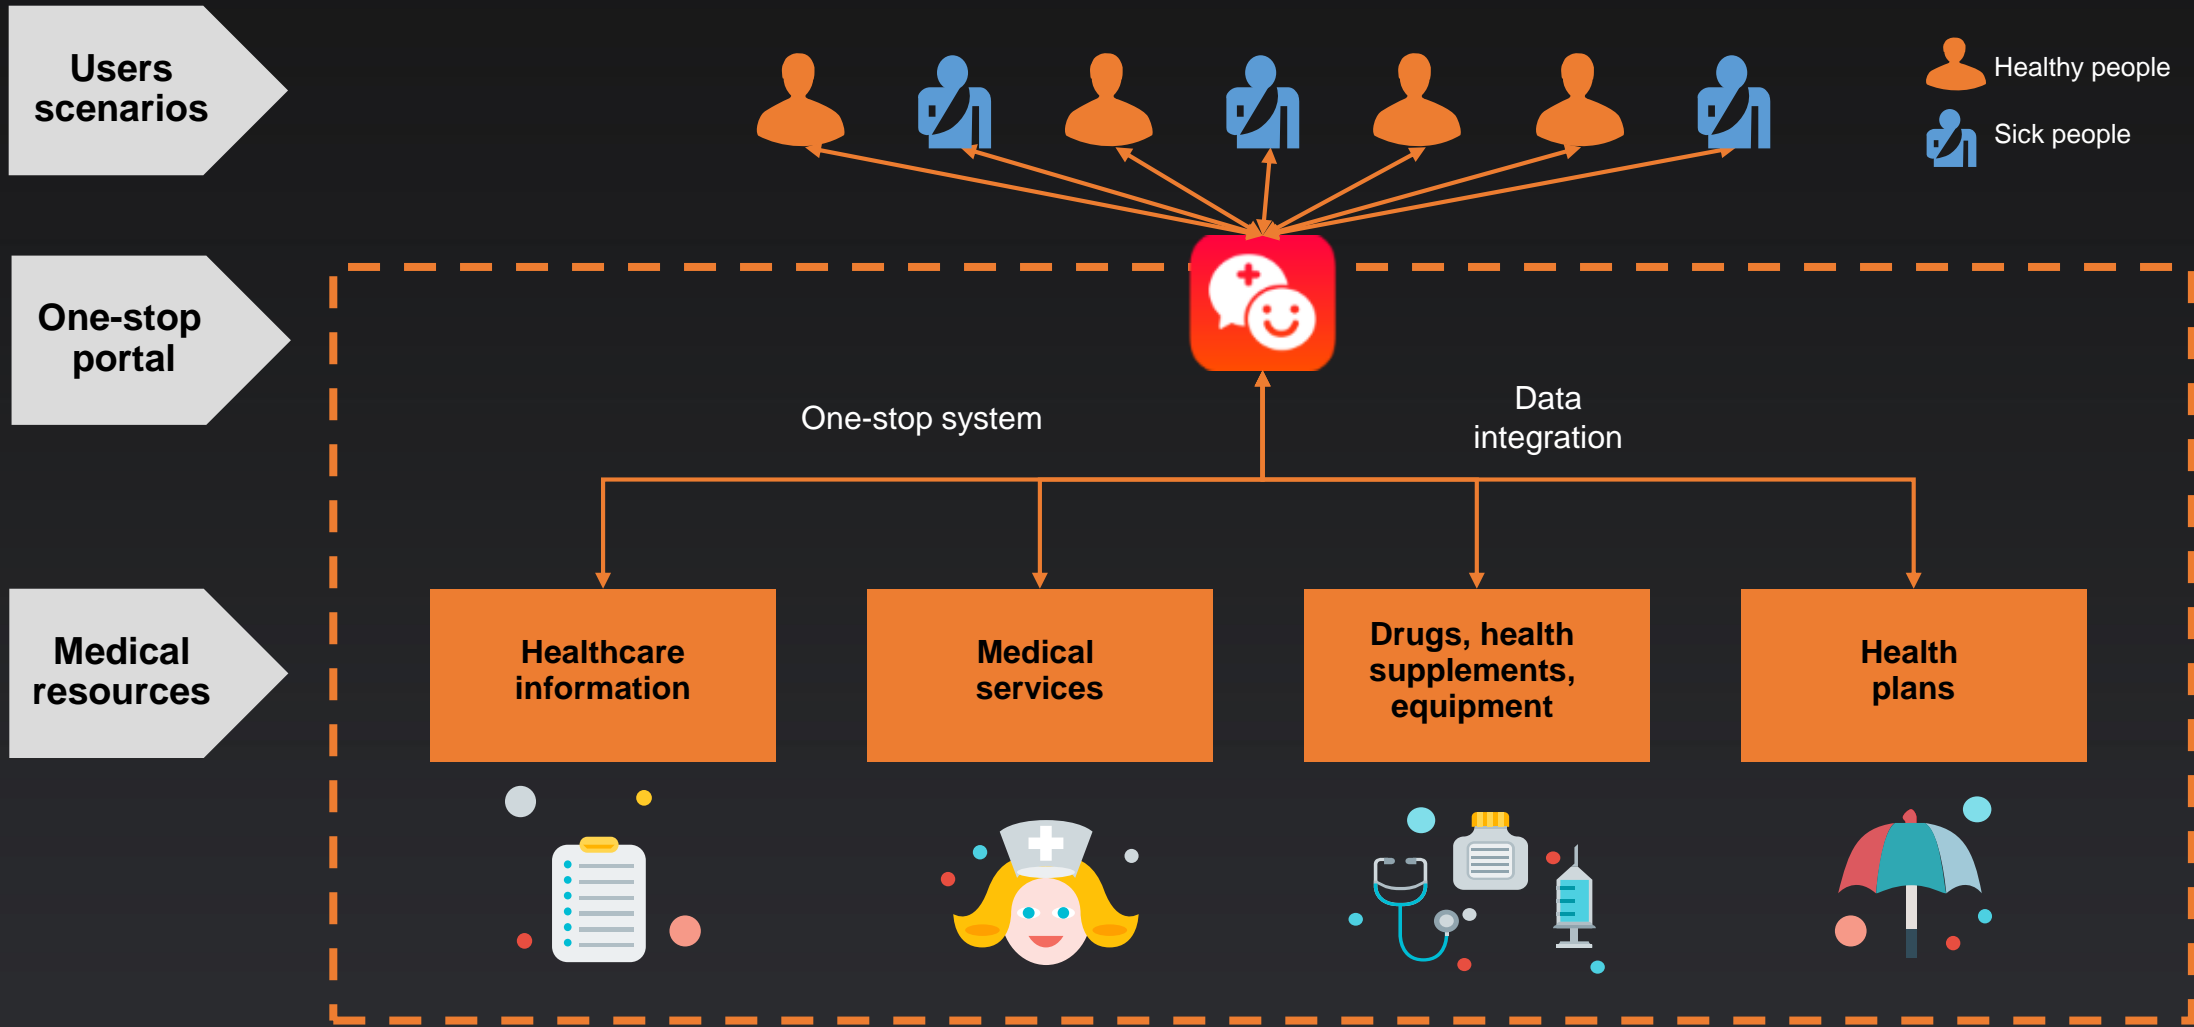 Users
scenarios
Healthy people
Sick people
One-stop
portal
One-stop system
Data
integration
Medical
resources
Healthcare
information
Medical
services
Drugs, health
supplements,
equipment
Health
plans